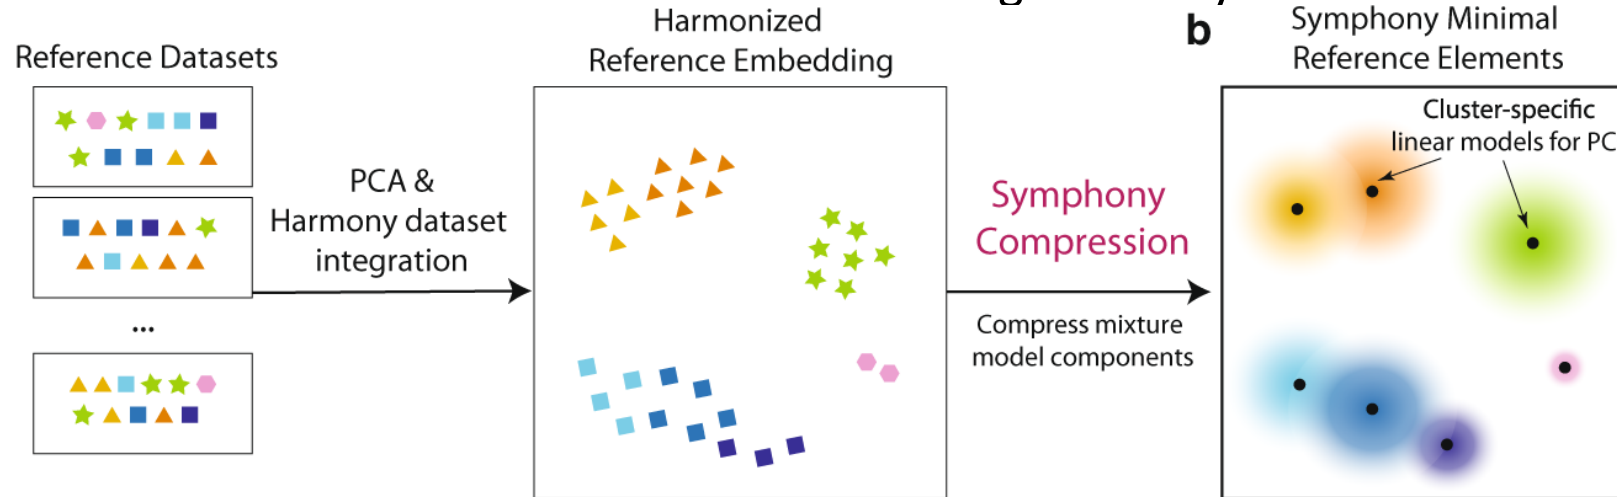 Reference Datasets
...
PCA &
Harmony dataset
integration
Harmonized
Reference Embedding
Symphony
Compression
Compress mixture
model components
b
Symphony Minimal
Reference Elements
Cluster-specific
linear models for PC